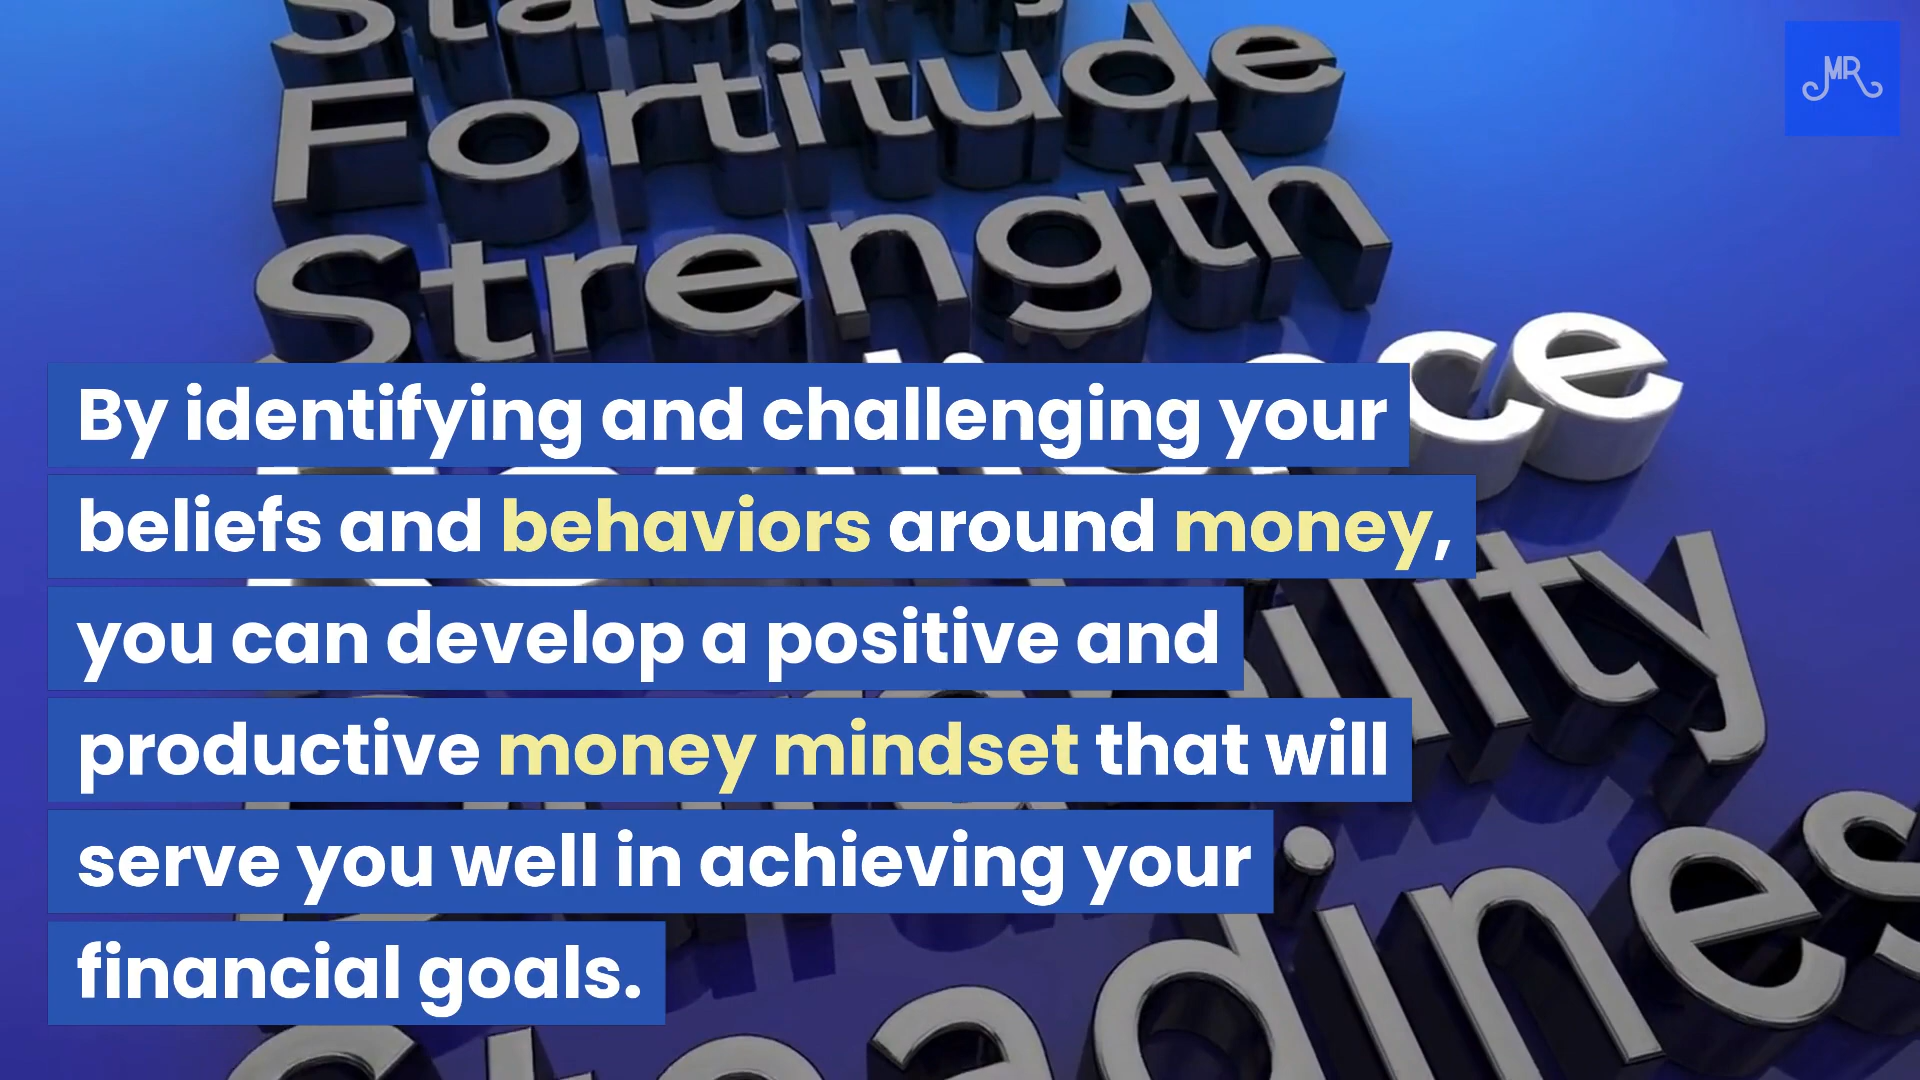 Stability
Fortitude
Strength
By identifying and challenging your
beliefs and behaviors around money,
you can develop a positive and
productive money mindset that will
serve you well in achieving your
financial goals.
MR